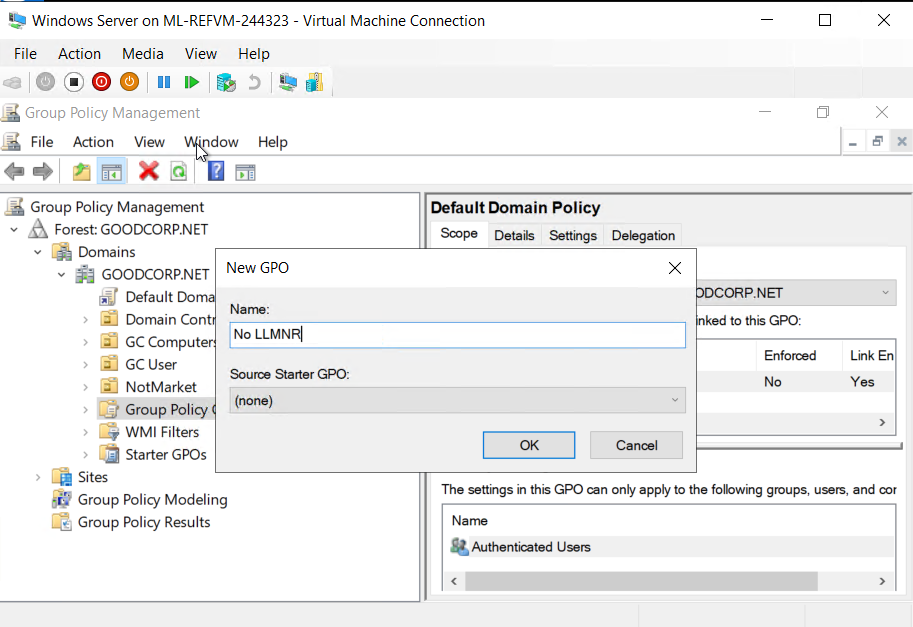 Windows Server on ML-REFVM-244323 - Virtual Machine Connection
File Action Media View Help
Group Policy Management
File Action View Window Help
Group Policy Management
Forest: GOODCORP.NET
Domains
GOODCORP.NET
Default Doma
Domain Contr
GC Computers
GC User
NotMarket
Group Policy
WMI Filters
Starter GPOs
Sites
Group Policy Modeling
Group Policy Results
Default Domain Policy
Scope Details Settings Delegation
ODCORP.NET
inked to this GPO:
Enforced Link En
No Yes
New GPO
Name:
No LLMNR
Source Starter GPO:
(none)
OK Cancel
The settings in this GPO can only apply to the following groups, users, and cor
Name
Authenticated Users